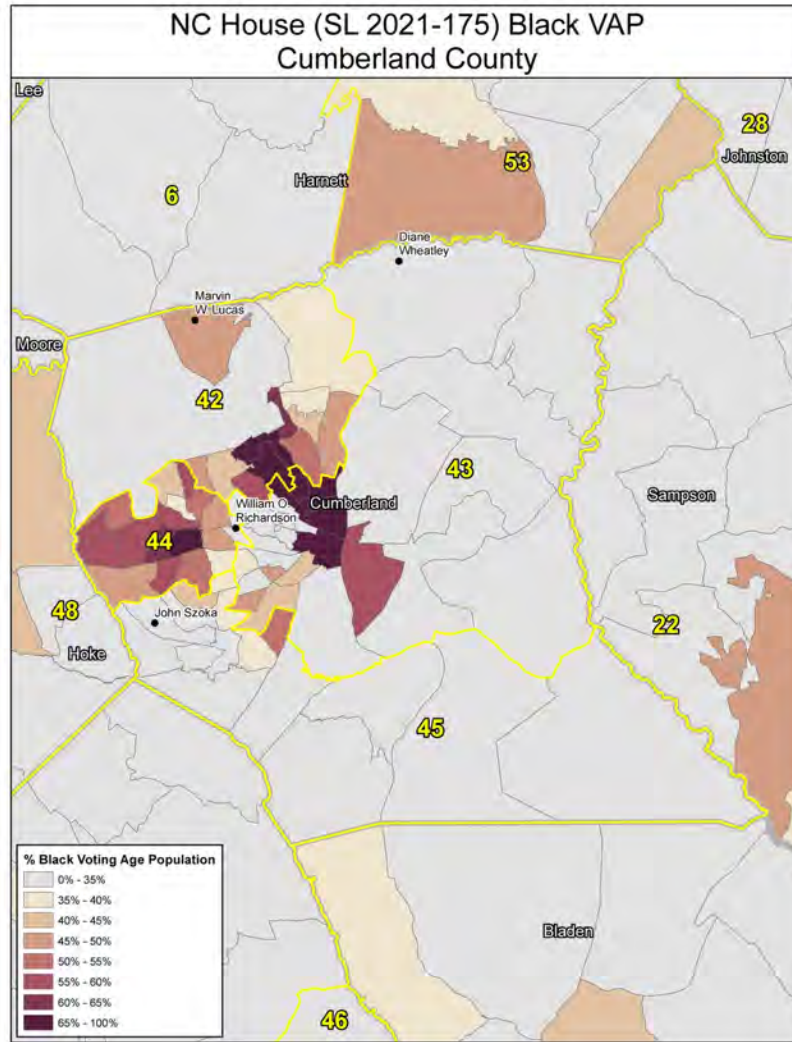 NC House (SL 2021-175) Black VAP
Cumberland County
Lee
28
Johnston
53
6
Harnett
Diane
Wheatley
Marvin
W. Lucas
Moore
42
43
Sampson
William O.
Richardson
Cumberland
44
48
John Szoka
22
Hoke
45
% Black Voting Age Population
0% - 35%
35% - 40%
40% - 45%
45% - 50%
50% - 55%
55% - 60%
60% - 65%
65% - 100%
Bladen
46